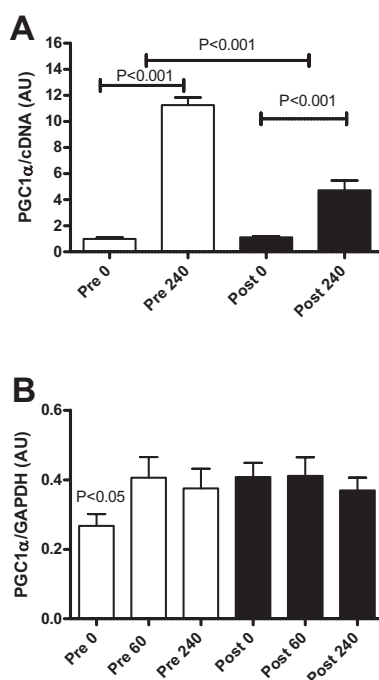 A
PGC1α/cDNA (AU)
16
14
12
10
8
6
4
2
0
P<0.001
P<0.001
P<0.001
Pre 0
Pre 240
Post 0
Post 240
B
PGC1α/GAPDH (AU)
0.6
0.4
0.2
0.0
P<0.05
Pre 0
Pre 60
Pre 240
Post 0
Post 60
Post 240